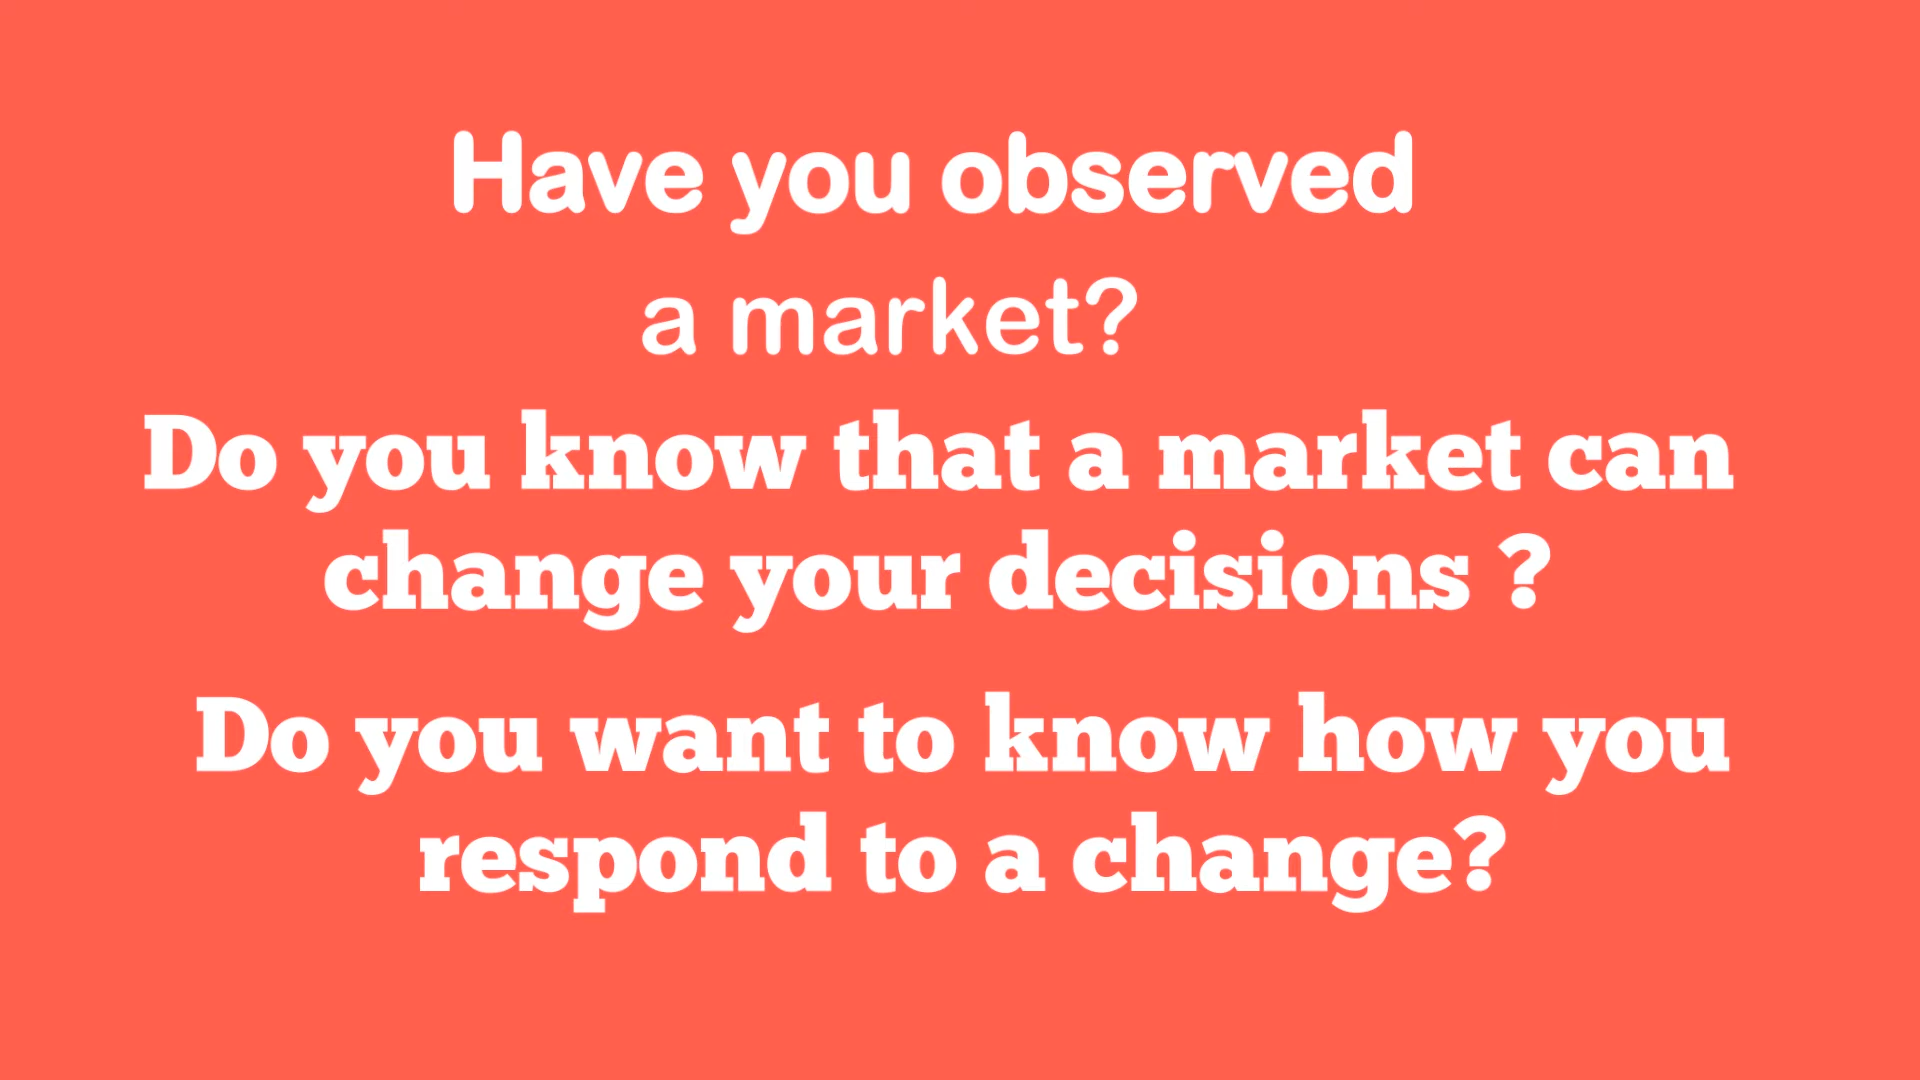 Have you observed
a market?
Do you know that a market can
change your decisions ?
Do you want to know how you
respond to a change?